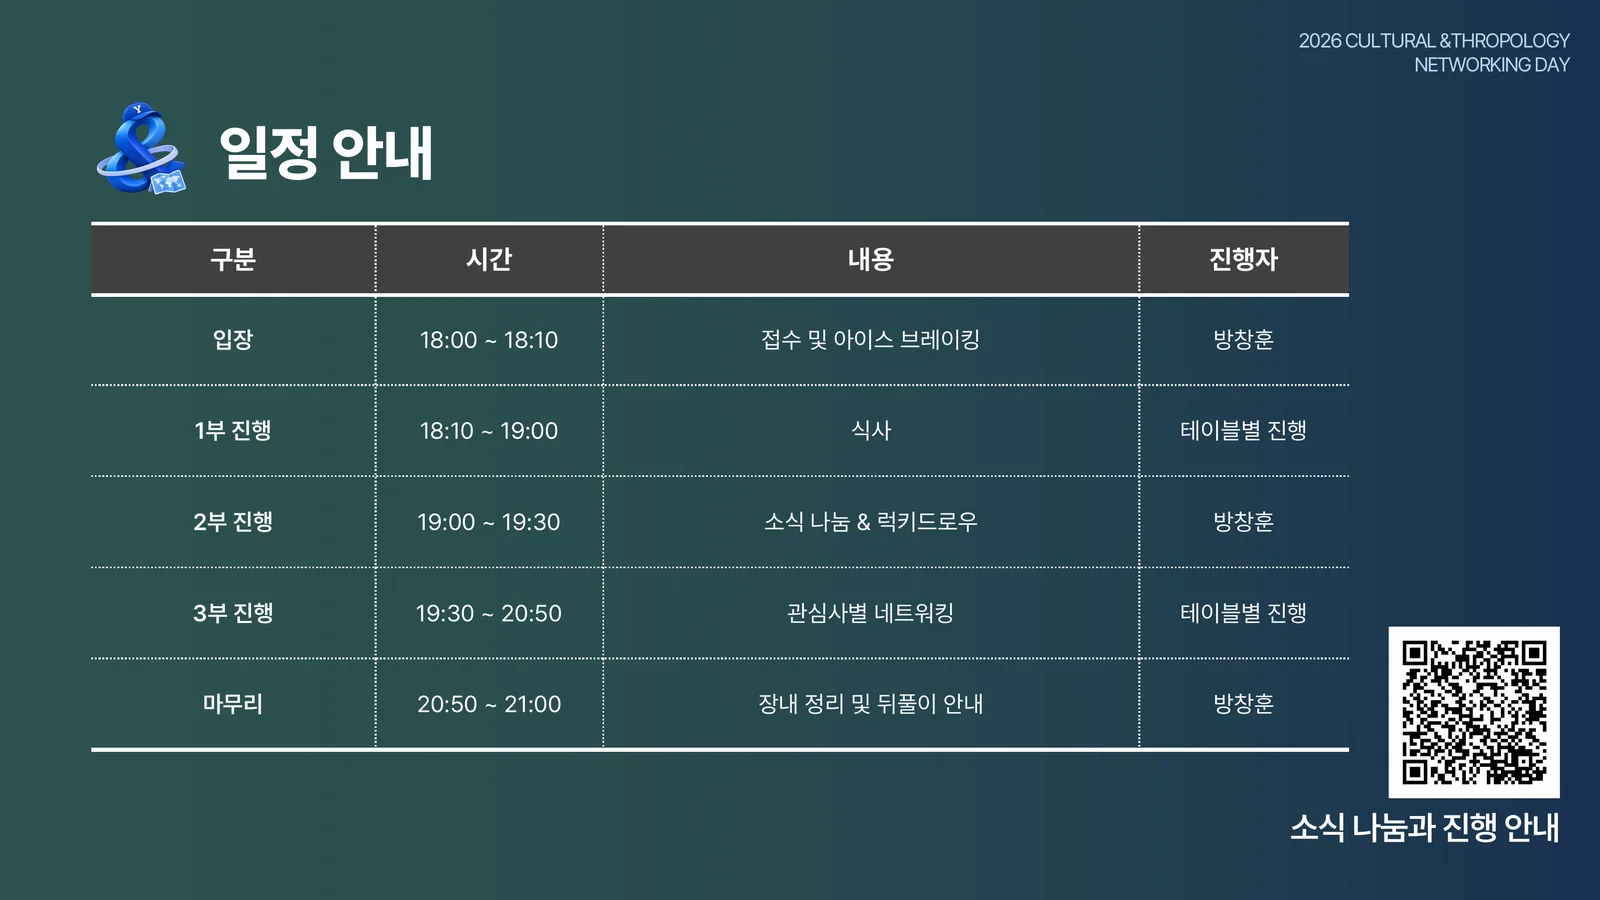 2026 CULTURAL &THROPOLOGY
NETWORKING DAY
Y
일정 안내
구분 시간 내용 진행자
입장 18:00 ~ 18:10 접수 및 아이스 브레이킹 방창훈
1부 진행 18:10 ~ 19:00 식사 테이블별 진행
2부 진행 19:00 ~ 19:30 소식 나눔 & 럭키드로우 방창훈
3부 진행 19:30 ~ 20:50 관심사별 네트워킹 테이블별 진행
마무리 20:50 ~ 21:00 장내 정리 및 뒤풀이 안내 방창훈
소식 나눔과 진행 안내